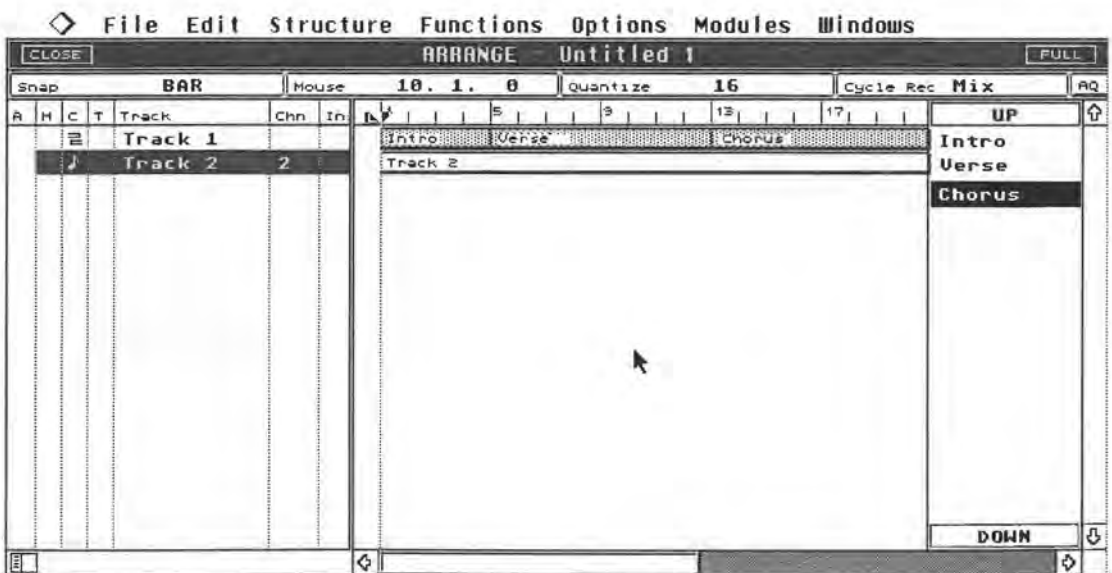 File Edit Structure Functions Options Modules Windows
CLOSE ARRANGE - Untitled 1 FULL
Snap BAR Mouse 10. 1. 0 Quantize 16 Cycle Rec Mix AQ
A M C T Track Chn In 5 9 13 17 UP
Track 1 Intro Verse Chorus Intro
Track 2 2 Track 2 Verse
Chorus
DOWN